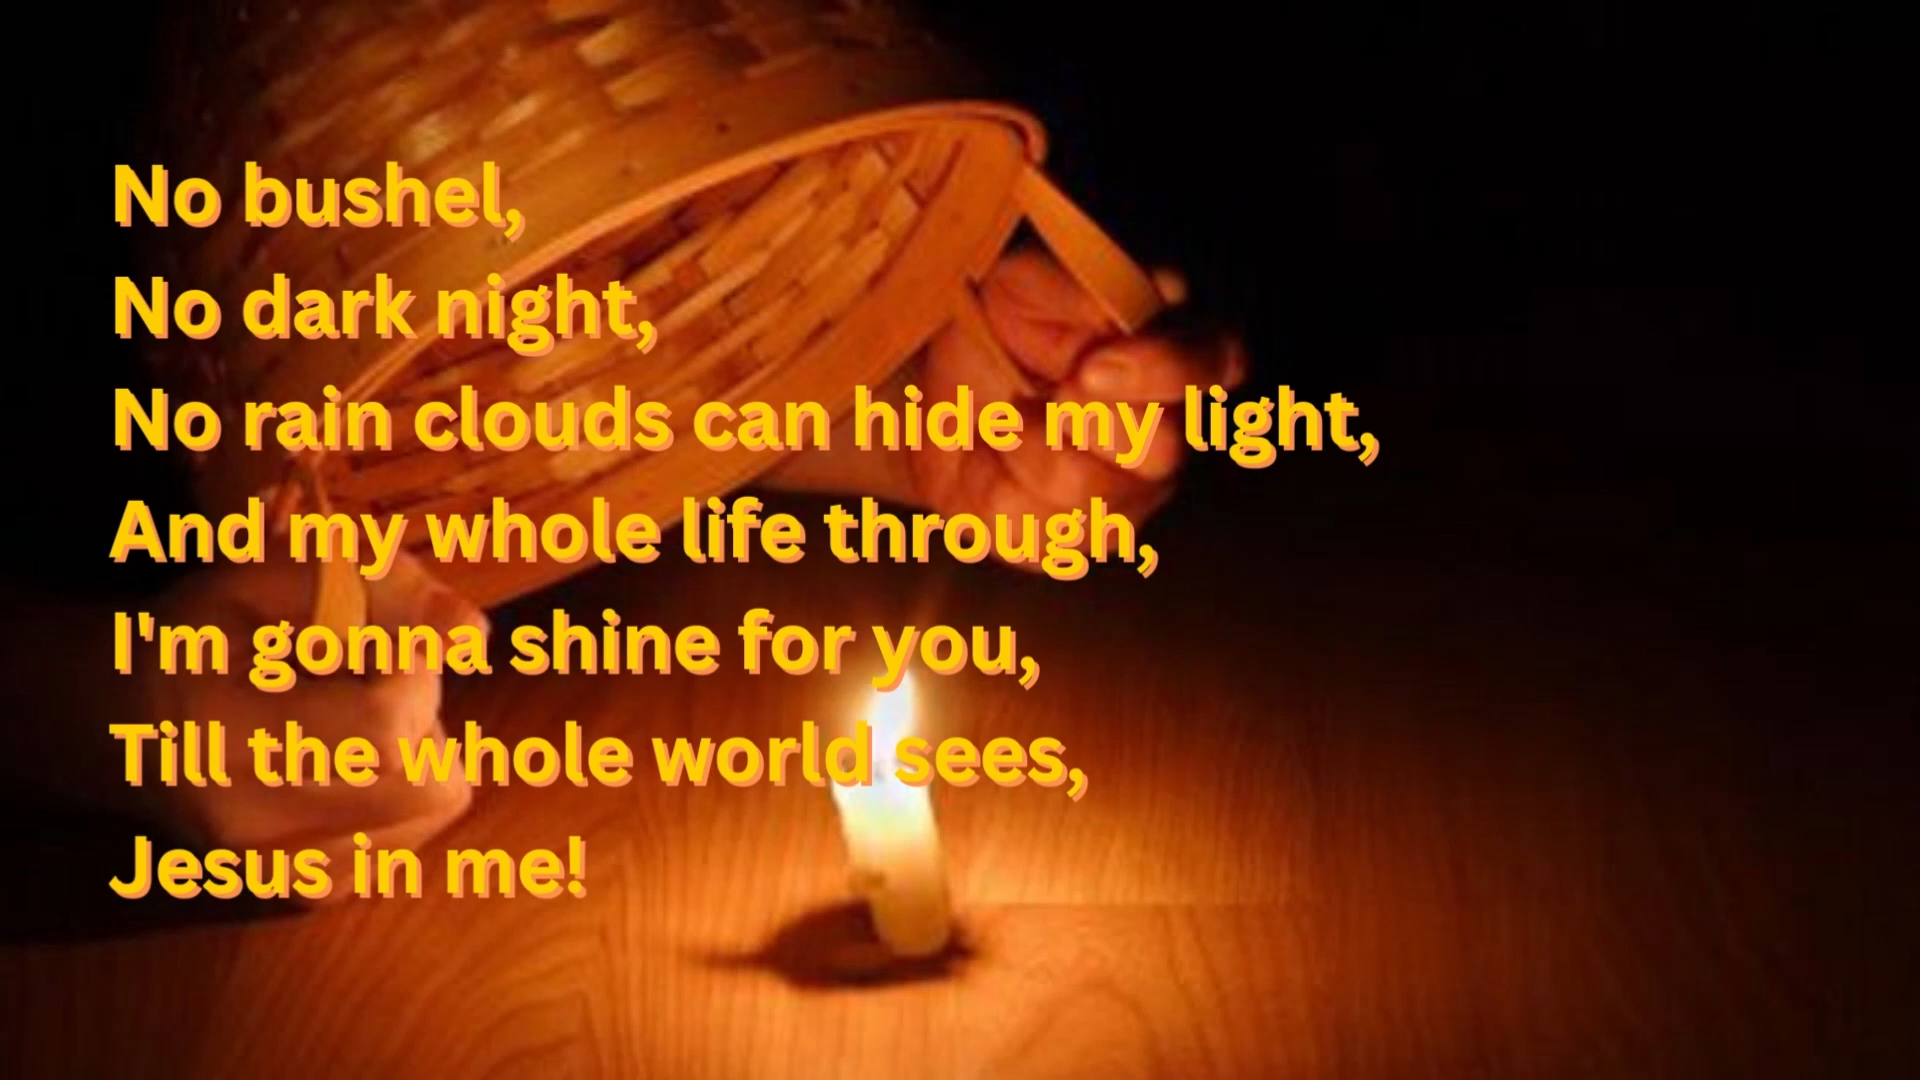 No bushel,
No dark night,
No rain clouds can hide my light,
And my whole life through,
I'm gonna shine for you,
Till the whole world sees,
Jesus in me!